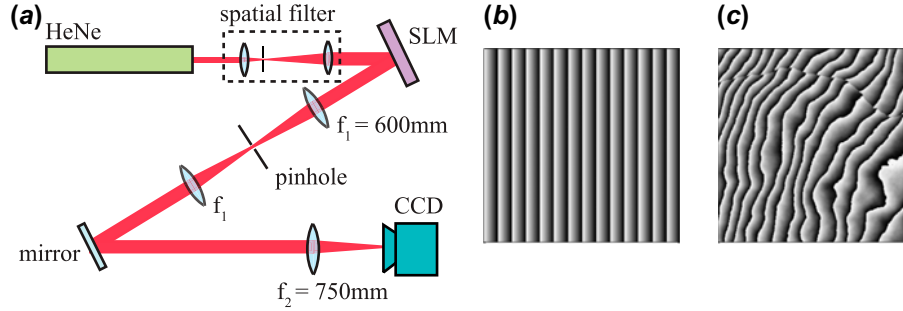 (a)
HeNe
spatial filter
SLM
f₁ = 600mm
pinhole
f₁
CCD
mirror
f₂ = 750mm
(b)
(c)